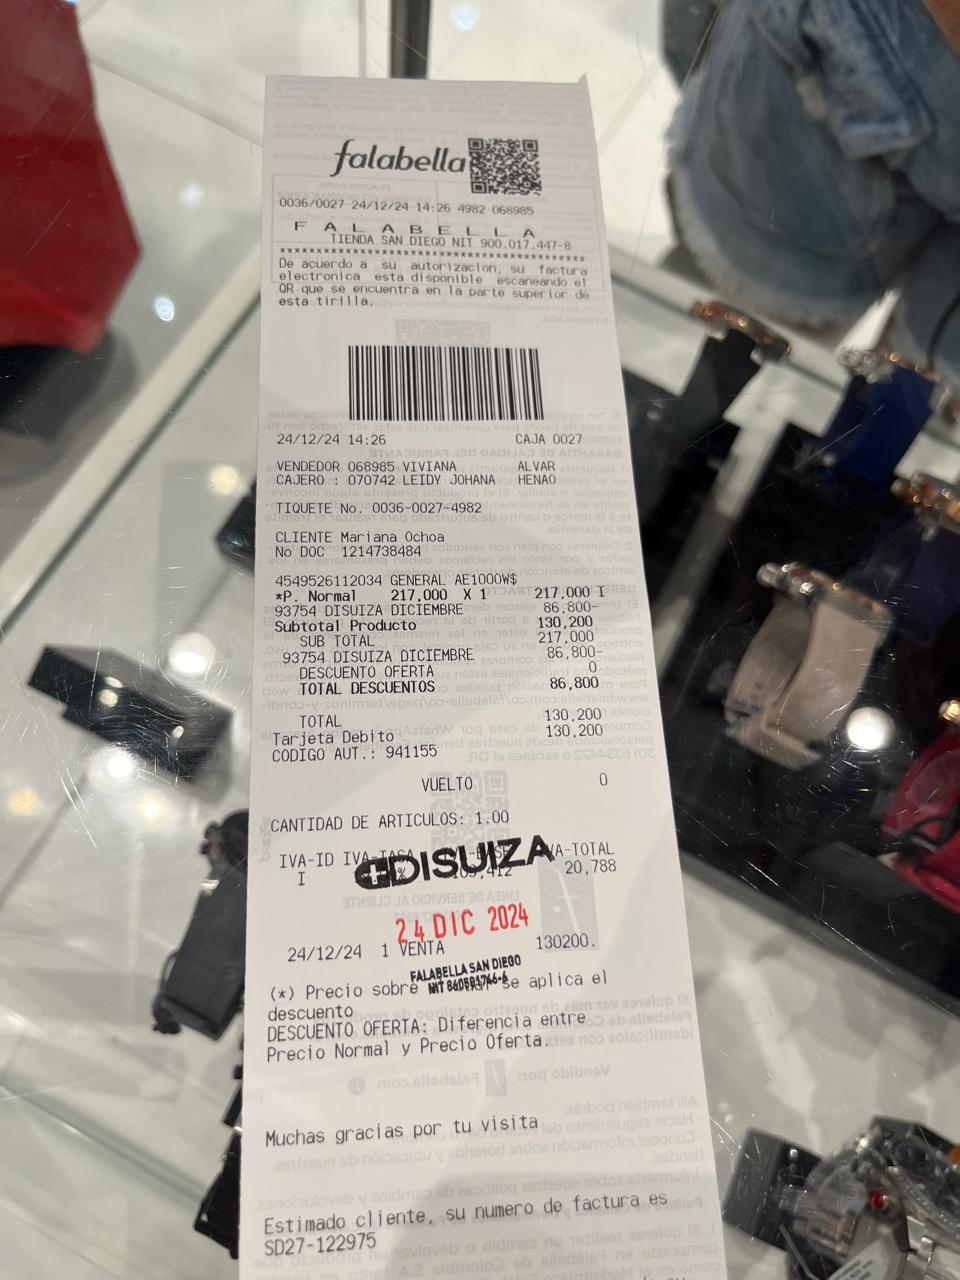 falabella
0036/0027 24/12/24 14:26 4982 068985
F A L A B E L L A
TIENDA SAN DIEGO NIT 900.017.447-8
******************************************
De acuerdo a su autorizacion, su factura
electronica esta disponible escaneando el
QR que se encuentra en la parte superior de
esta tirilla.
24/12/24 14:26 CAJA 0027
VENDEDOR 068985 VIVIANA ALVAR
CAJERO : 070742 LEIDY JOHANA HENAO
TIQUETE No. 0036-0027-4982
CLIENTE Mariana Ochoa
No DOC 1214738484
4549526112034 GENERAL AE1000W$
*P. Normal 217,000 X 1 217,000 I
93754 DISUIZA DICIEMBRE 86,800-
Subtotal Producto 130,200
SUB TOTAL 217,000
93754 DISUIZA DICIEMBRE 86,800-
DESCUENTO OFERTA 0
TOTAL DESCUENTOS 86,800
TOTAL 130,200
Tarjeta Debito 130,200
CODIGO AUT.: 941155
VUELTO 0
CANTIDAD DE ARTICULOS: 1.00
IVA-ID IVA-TASA VA-TOTAL
I % 109,412 20,788
DISUIZA
24 DIC 2024
24/12/24 1 VENTA 130200.
FALABELLA SAN DIEGO
(*) Precio sobre se aplica el
descuento
DESCUENTO OFERTA: Diferencia entre
Precio Normal y Precio Oferta.
Muchas gracias por tu visita
Estimado cliente, su numero de factura es
SD27-122975